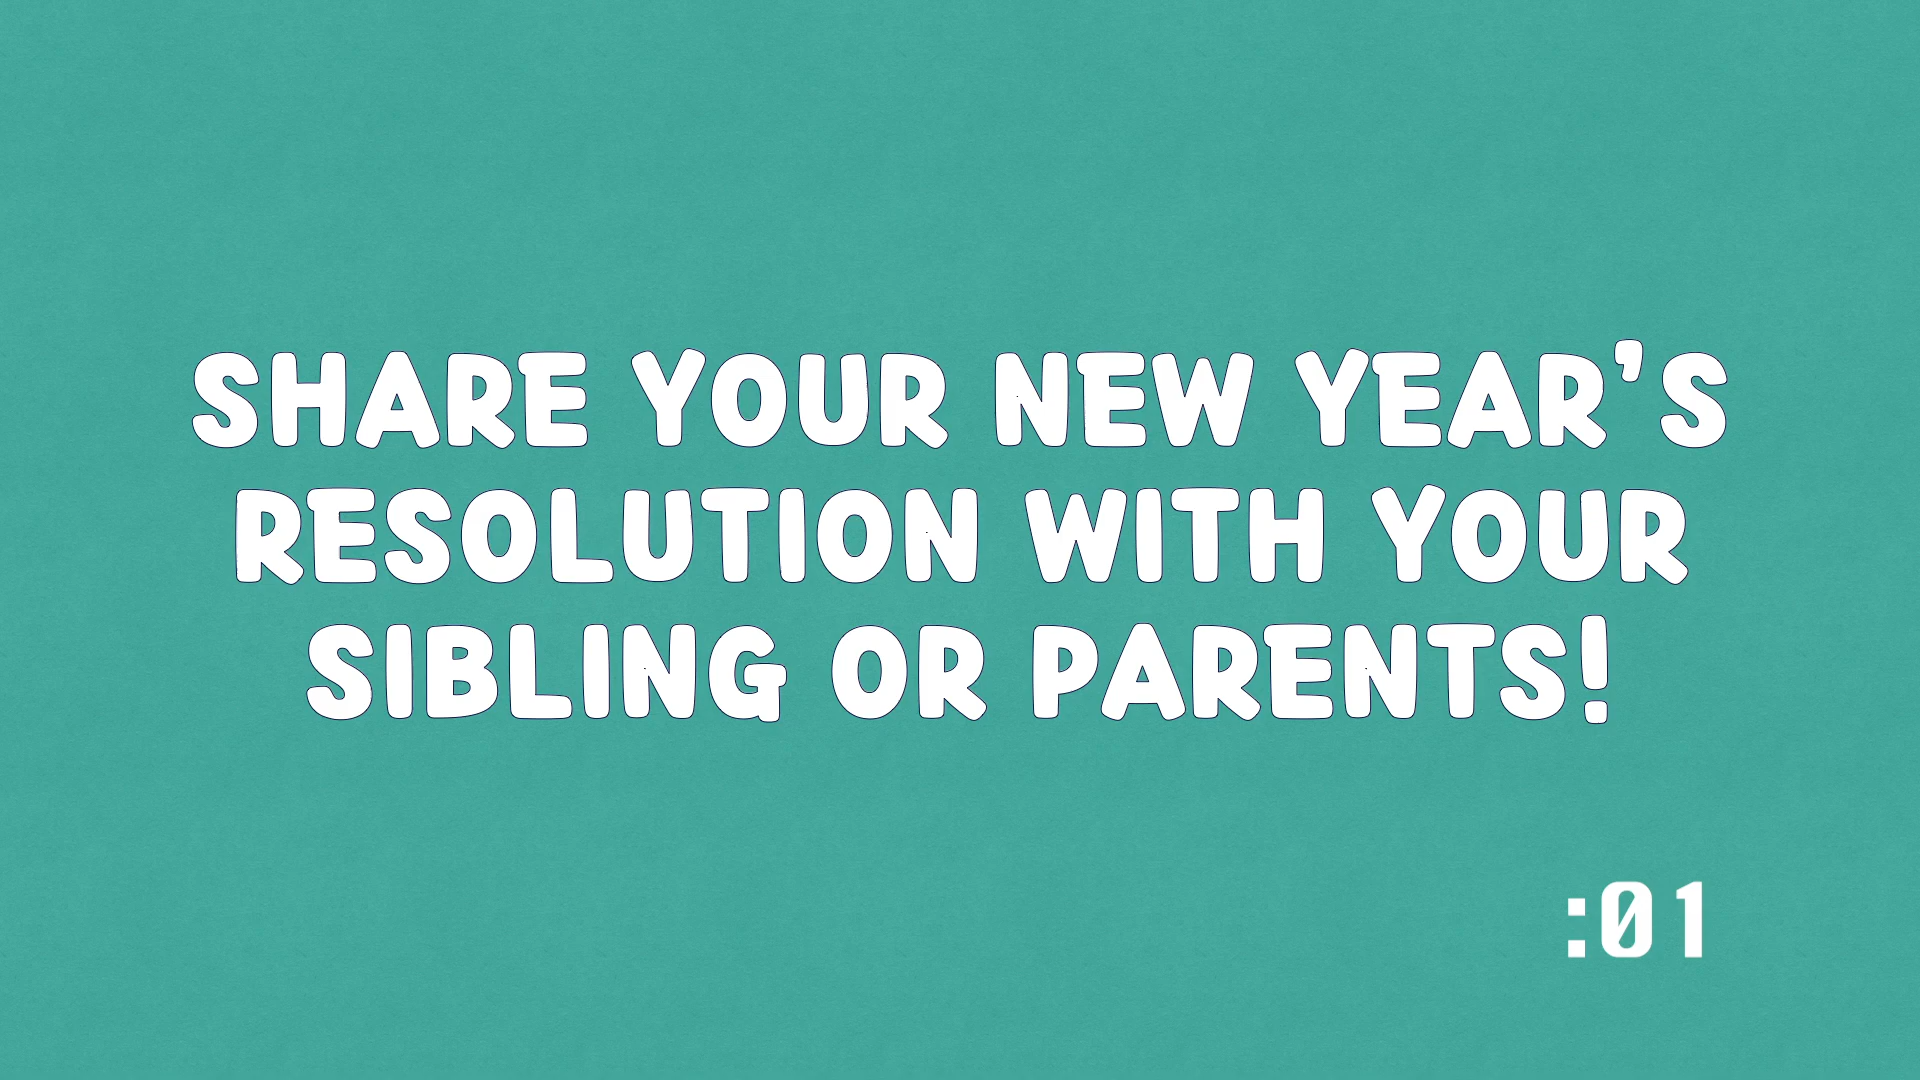 SHARE YOUR NEW YEAR’S
RESOLUTION WITH YOUR
SIBLING OR PARENTS!
:01